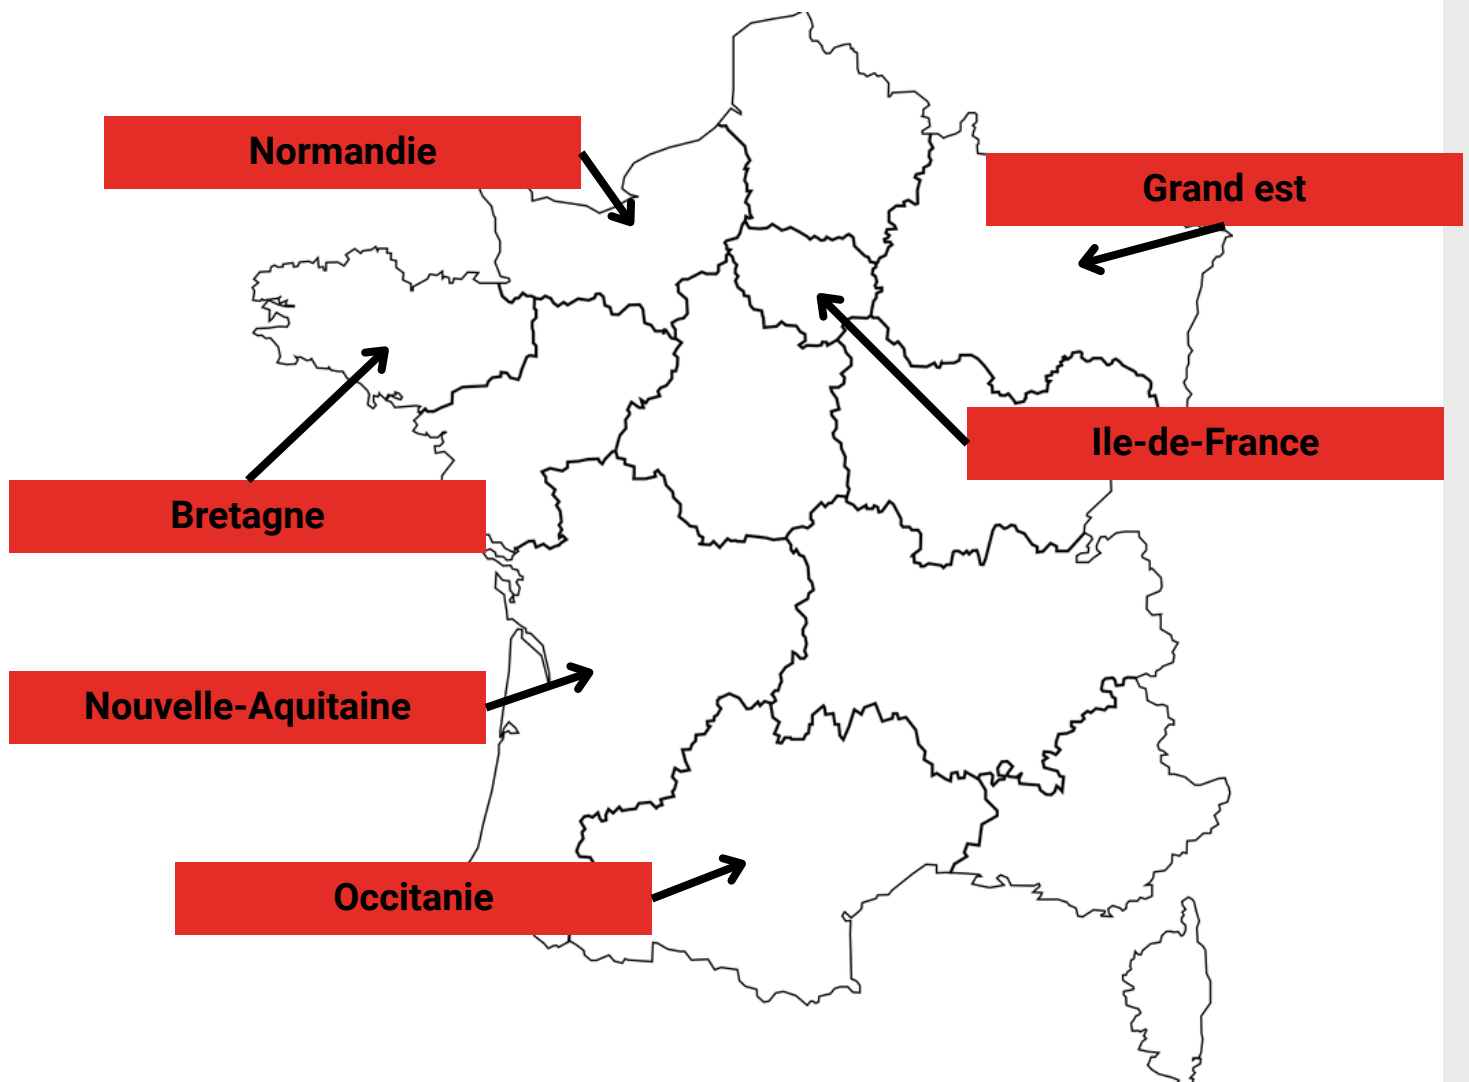 Normandie
Grand est
Ile-de-France
Bretagne
Nouvelle-Aquitaine
Occitanie